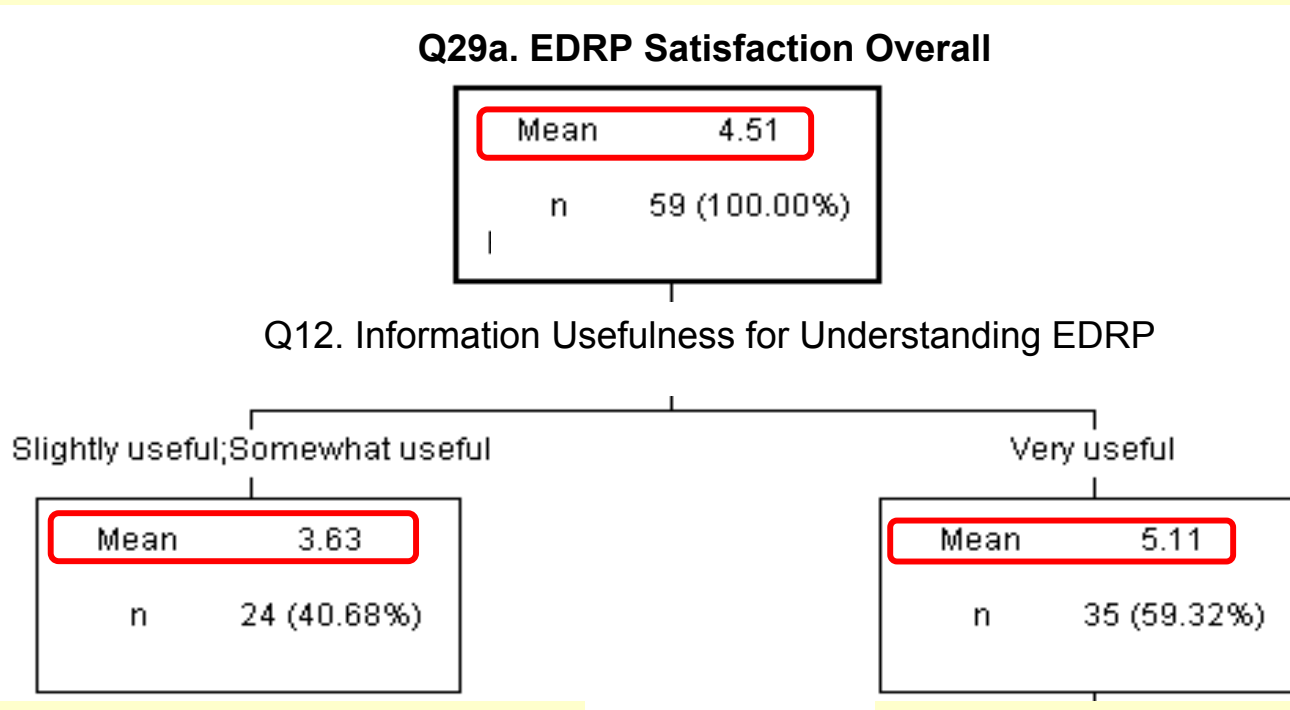 Q29a. EDRP Satisfaction Overall
Mean 4.51
n 59 (100.00%)
Q12. Information Usefulness for Understanding EDRP
Slightly useful;Somewhat useful
Very useful
Mean 3.63
n 24 (40.68%)
Mean 5.11
n 35 (59.32%)